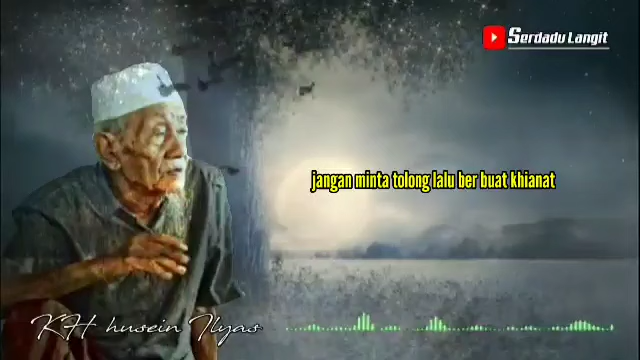 Serdadu Langit
jangan minta tolong lalu ber buat khianat
KH husein Ilyas